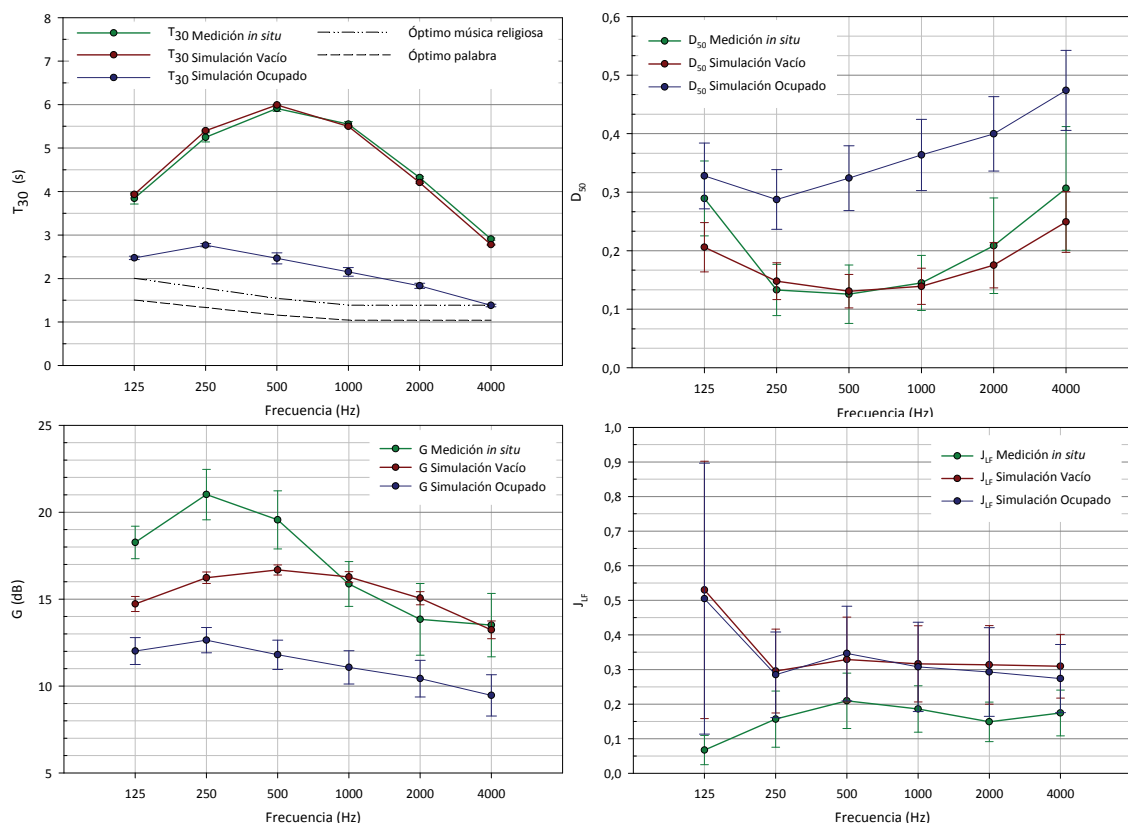 T30 Medición in situ
T30 Simulación Vacío
T30 Simulación Ocupado
Óptimo música religiosa
Óptimo palabra
8
7
6
5
4
3
2
1
0
T30 (s)
125 250 500 1000 2000 4000
Frecuencia (Hz)
D50 Medición in situ
D50 Simulación Vacío
D50 Simulación Ocupado
0,6
0,5
0,4
0,3
0,2
0,1
0,0
D50
125 250 500 1000 2000 4000
Frecuencia (Hz)
G Medición in situ
G Simulación Vacío
G Simulación Ocupado
25
20
15
10
5
G (dB)
125 250 500 1000 2000 4000
Frecuencia (Hz)
JLF Medición in situ
JLF Simulación Vacío
JLF Simulación Ocupado
1,0
0,9
0,8
0,7
0,6
0,5
0,4
0,3
0,2
0,1
0,0
JLF
125 250 500 1000 2000 4000
Frecuencia (Hz)